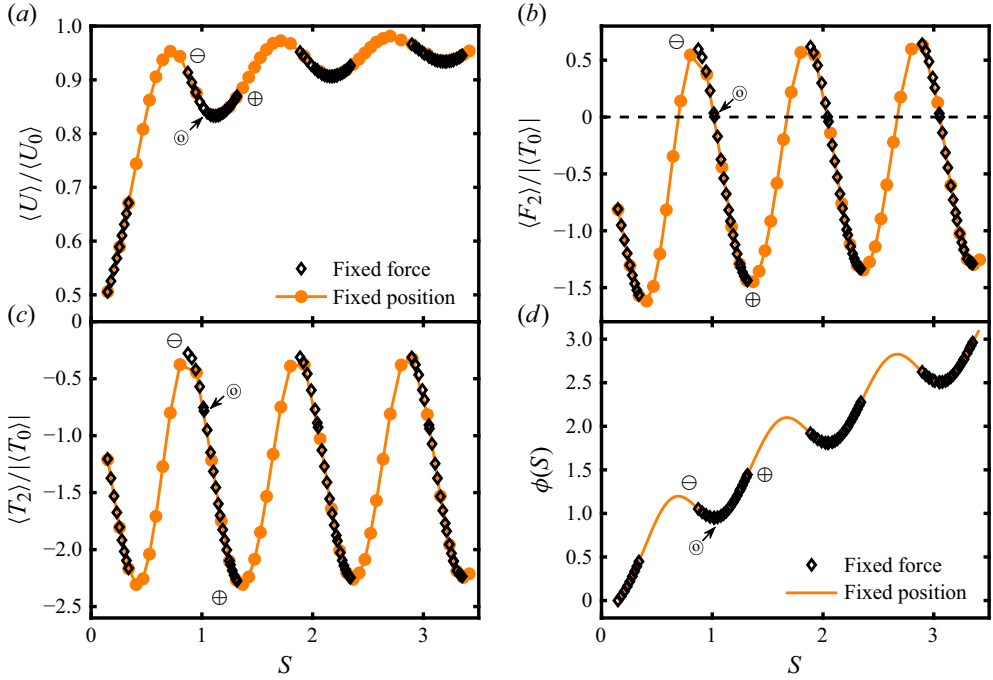 (a)
1.0
0.9
0.8
0.7
0.6
0.5
0
⟨U⟩/⟨U₀⟩
⊖
⊕
ⓞ
Fixed force
Fixed position
(b)
0.5
0
−0.5
−1.0
−1.5
⟨F₂⟩/|⟨T₀⟩|
⊖
ⓞ
⊕
(c)
−0.5
−1.0
−1.5
−2.0
−2.5
⟨T₂⟩/|⟨T₀⟩|
⊖
ⓞ
⊕
0 1 2 3
S
(d)
3.0
2.5
2.0
1.5
1.0
0.5
0
ϕ(S)
⊖
⊕
ⓞ
Fixed force
Fixed position
0 1 2 3
S